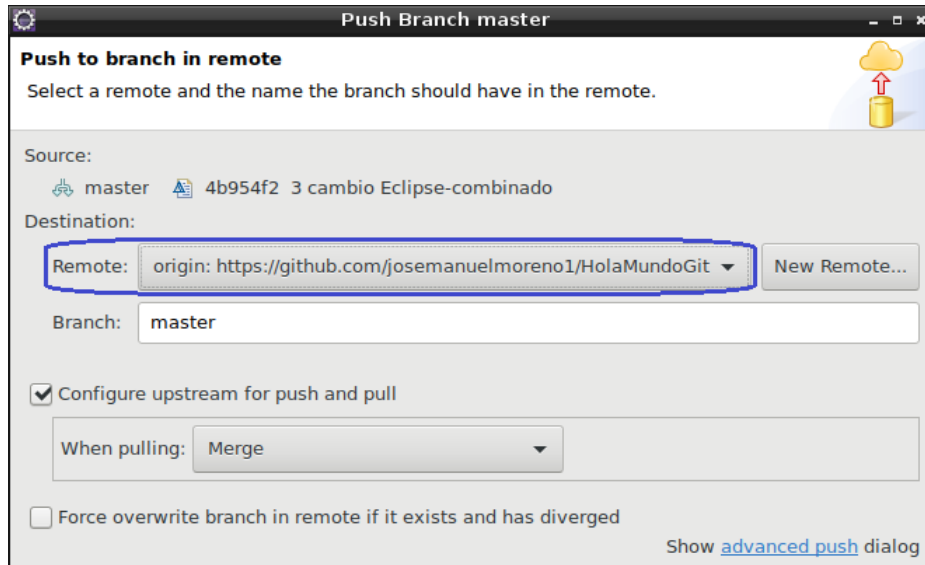 Push Branch master
Push to branch in remote
Select a remote and the name the branch should have in the remote.
Source:
master 4b954f2 3 cambio Eclipse-combinado
Destination:
Remote: origin: https://github.com/josemanuelmoreno1/HolaMundoGit New Remote...
Branch: master
Configure upstream for push and pull
When pulling: Merge
Force overwrite branch in remote if it exists and has diverged
Show advanced push dialog